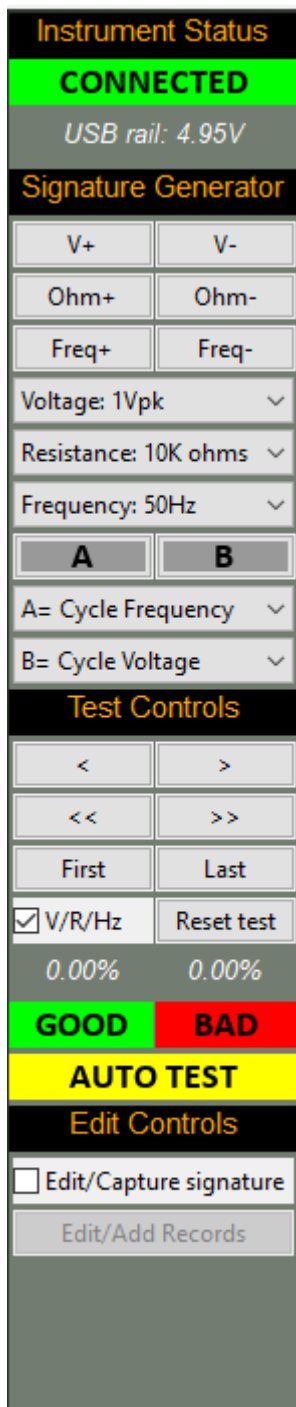 Instrument Status
CONNECTED
USB rail: 4.95V
Signature Generator
V+ V-
Ohm+ Ohm-
Freq+ Freq-
Voltage: 1Vpk
Resistance: 10K ohms
Frequency: 50Hz
A B
A= Cycle Frequency
B= Cycle Voltage
Test Controls
< >
<< >>
First Last
V/R/Hz Reset test
0.00% 0.00%
GOOD BAD
AUTO TEST
Edit Controls
Edit/Capture signature
Edit/Add Records